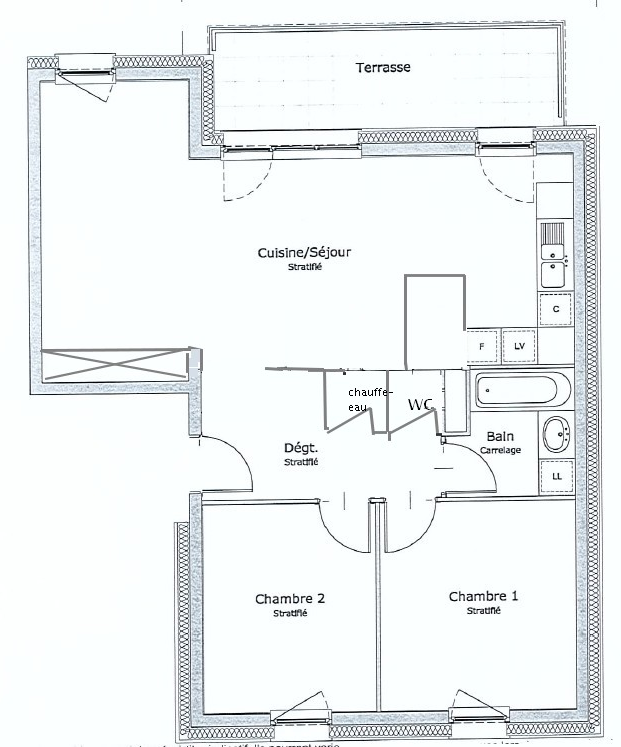 Terrasse
Cuisine/Séjour
Stratifié
C
F
LV
chauffe-
eau
WC
Bain
Carrelage
Dégt.
Stratifié
LL
Chambre 2
Stratifié
Chambre 1
Stratifié